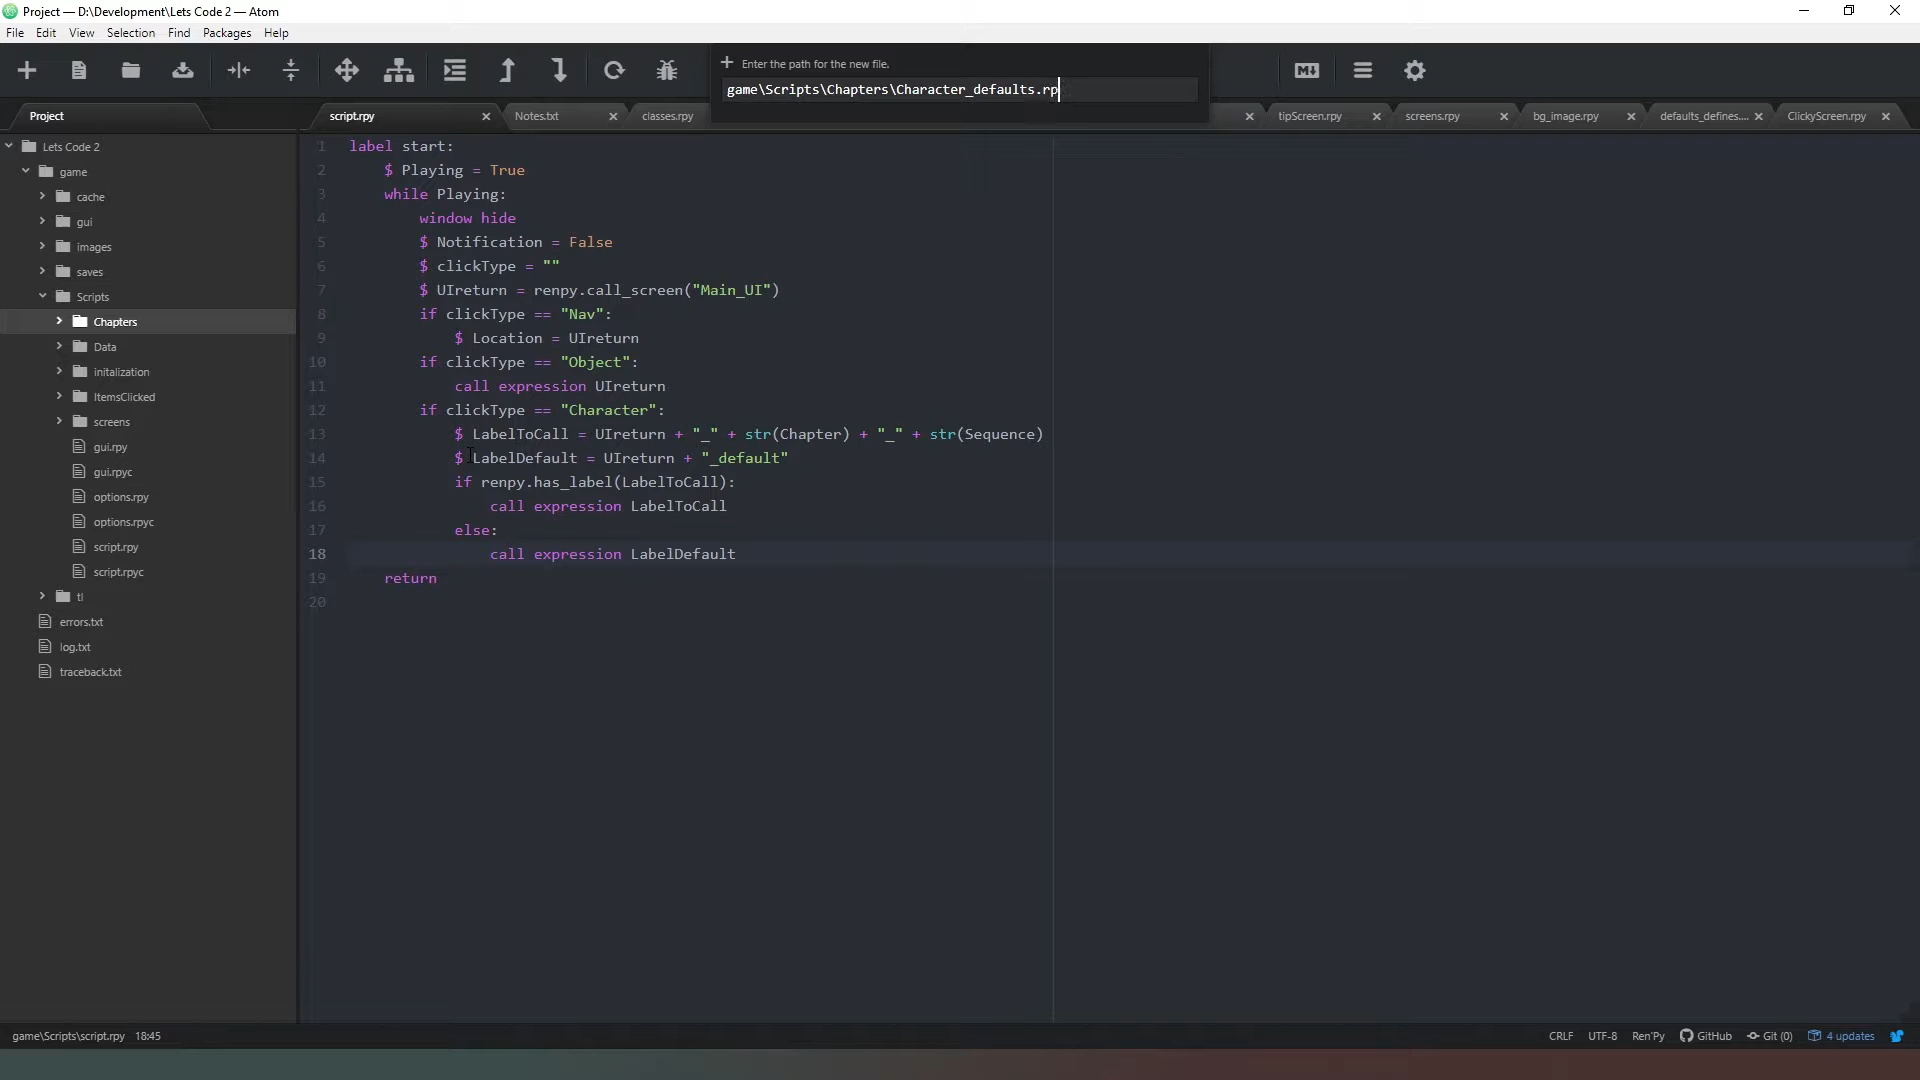 Project — D:\Development\Lets Code 2 — Atom
File Edit View Selection Find Packages Help
Enter the path for the new file.
game\Scripts\Chapters\Character_defaults.rp
Project
script.rpy
Notes.txt
classes.rpy
tipScreen.rpy
screens.rpy
bg_image.rpy
defaults_defines....
ClickyScreen.rpy
Lets Code 2
game
cache
gui
images
saves
Scripts
Chapters
Data
initalization
ItemsClicked
screens
gui.rpy
gui.rpyc
options.rpy
options.rpyc
script.rpy
script.rpyc
tl
errors.txt
log.txt
traceback.txt
1 label start:
2 $ Playing = True
3 while Playing:
4 window hide
5 $ Notification = False
6 $ clickType = ""
7 $ UIreturn = renpy.call_screen("Main_UI")
8 if clickType == "Nav":
9 $ Location = UIreturn
10 if clickType == "Object":
11 call expression UIreturn
12 if clickType == "Character":
13 $ LabelToCall = UIreturn + "_" + str(Chapter) + "_" + str(Sequence)
14 $ LabelDefault = UIreturn + "_default"
15 if renpy.has_label(LabelToCall):
16 call expression LabelToCall
17 else:
18 call expression LabelDefault
19 return
20
game\Scripts\script.rpy 18:45
CRLF UTF-8 Ren'Py GitHub Git (0) 4 updates